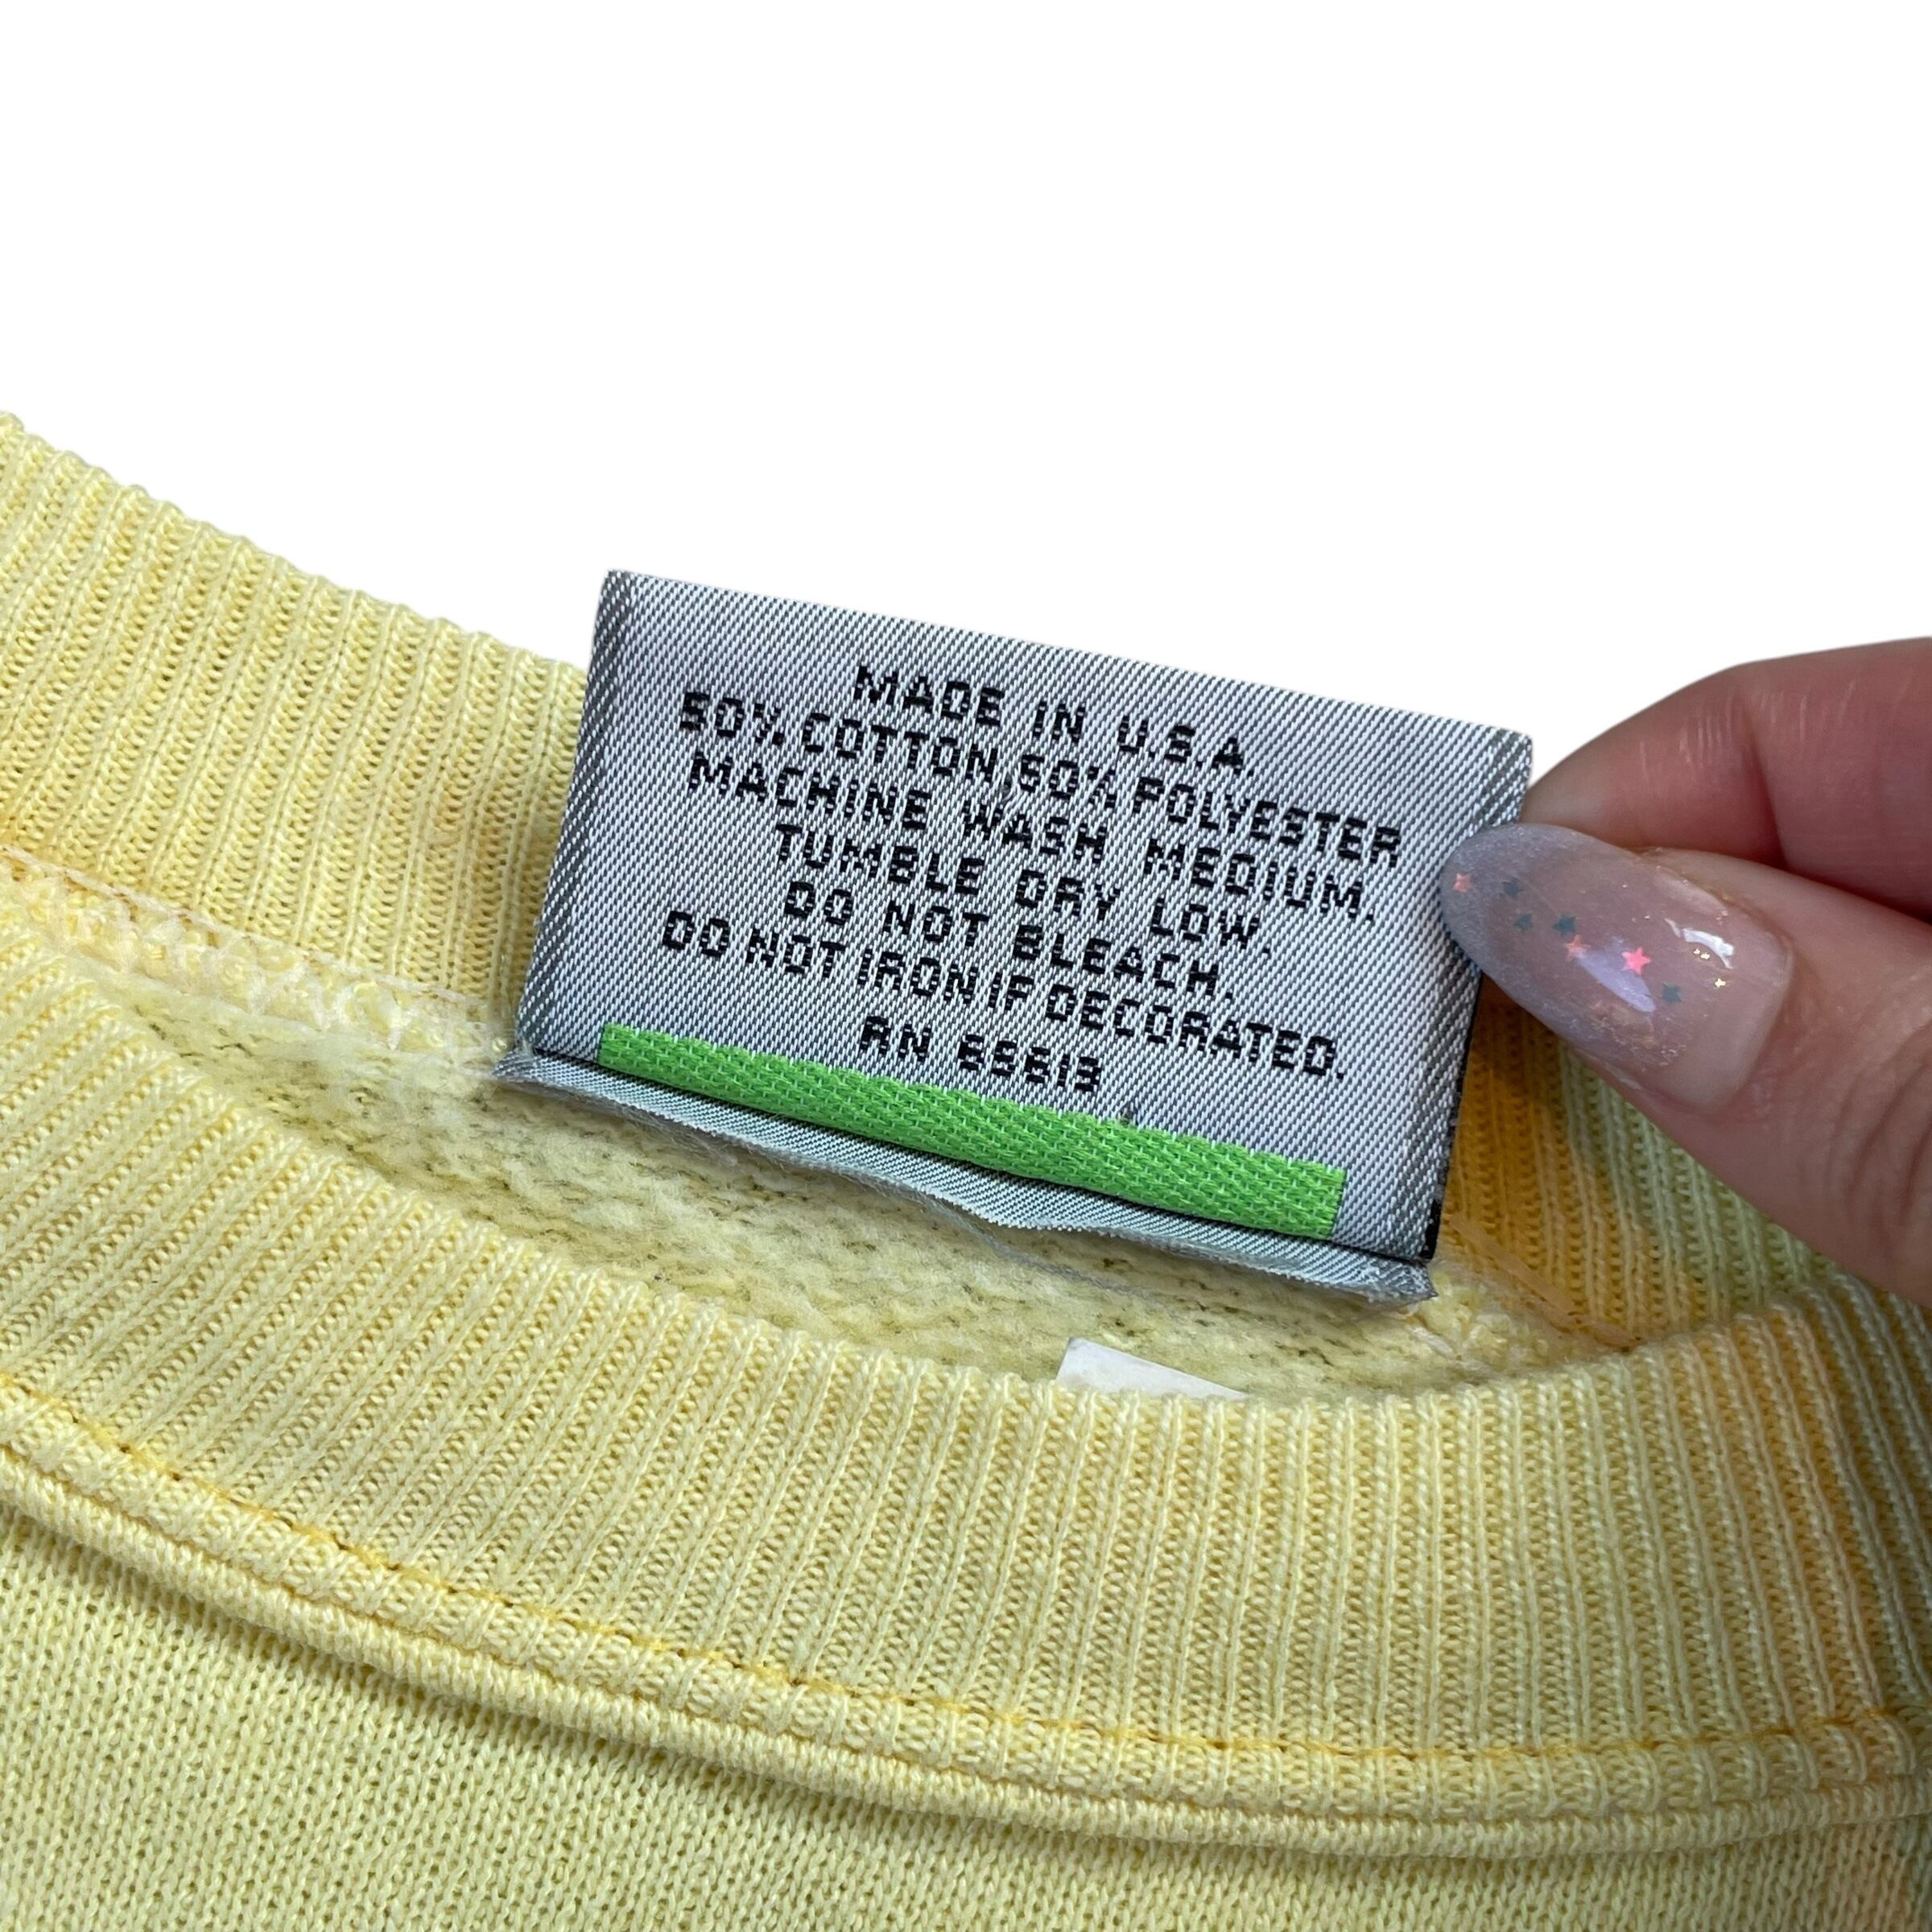 MADE IN U.S.A.
50% COTTON, 50% POLYESTER
MACHINE WASH MEDIUM.
TUMBLE DRY LOW.
DO NOT BLEACH.
DO NOT IRON IF DECORATED.
RN